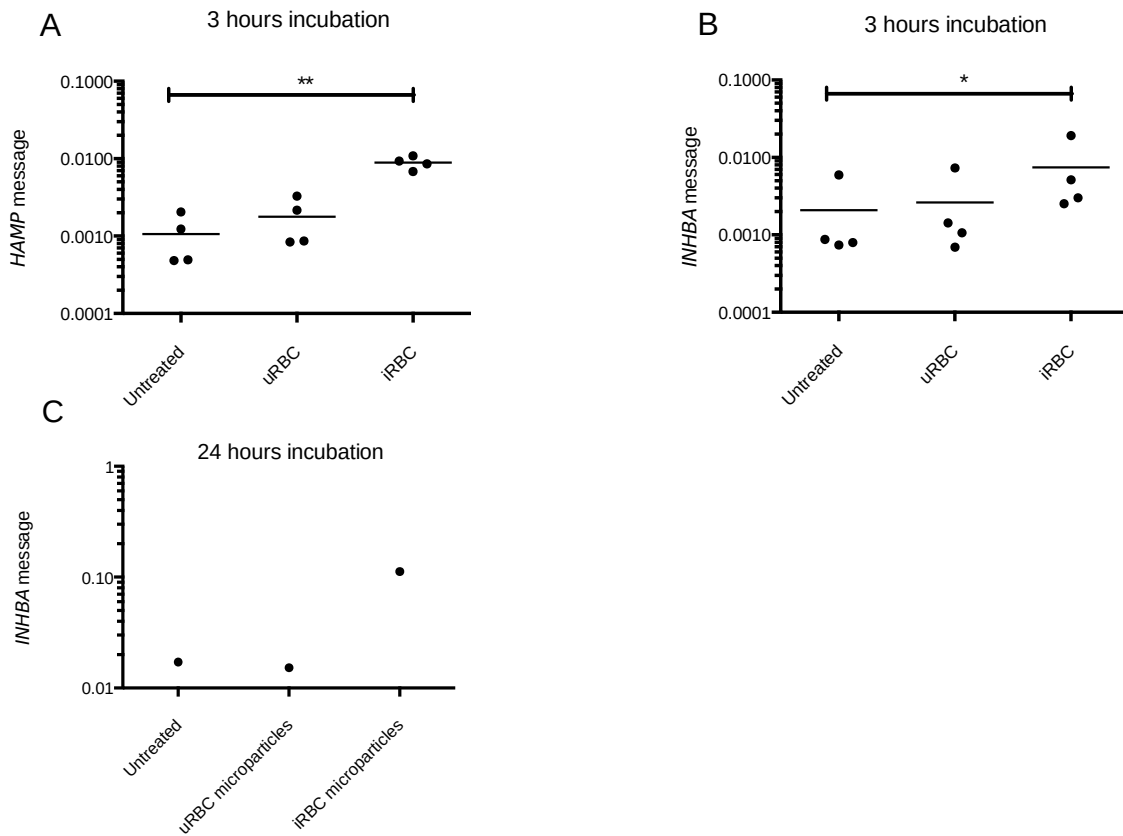 A
3 hours incubation
HAMP message
0.1000
0.0100
0.0010
0.0001
**
Untreated
uRBC
iRBC
B
3 hours incubation
INHBA message
0.1000
0.0100
0.0010
0.0001
*
Untreated
uRBC
iRBC
C
24 hours incubation
INHBA message
1
0.10
0.01
Untreated
uRBC microparticles
iRBC microparticles